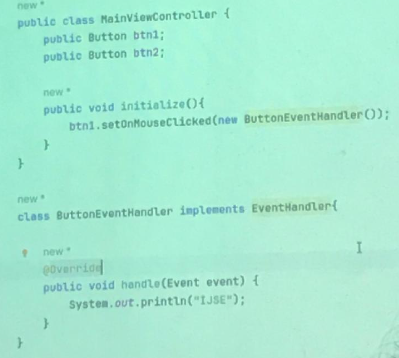 new *
public class MainViewController {
    public Button btn1;
    public Button btn2;

    new *
    public void initialize(){
        btn1.setOnMouseClicked(new ButtonEventHandler());
    }
}

new *
class ButtonEventHandler implements EventHandler{

    new *
    @Override
    public void handle(Event event) {
        System.out.println("IJSE");
    }
}